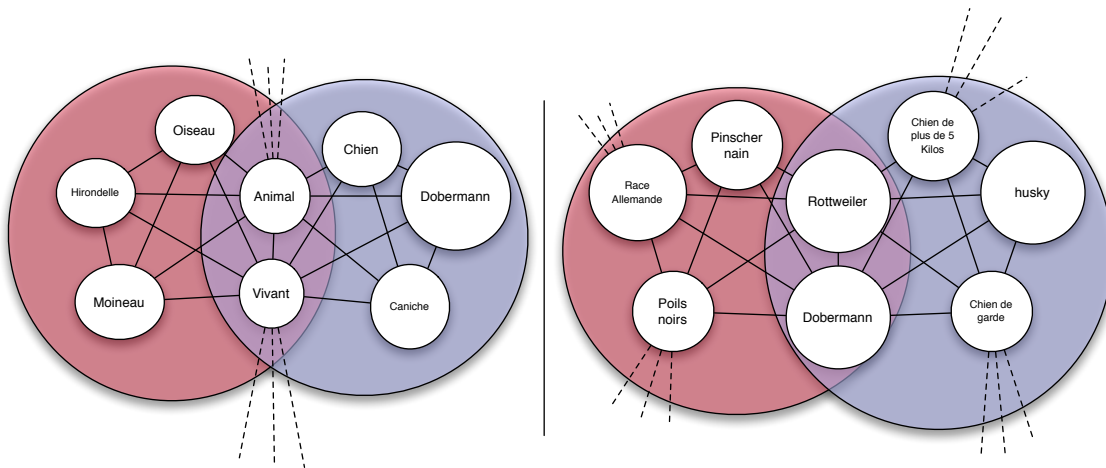 Oiseau
Chien
Hirondelle
Animal
Dobermann
Moineau
Vivant
Caniche
Pinscher
nain
Chien de
plus de 5
Kilos
Race
Allemande
Rottweiler
husky
Poils
noirs
Dobermann
Chien de
garde